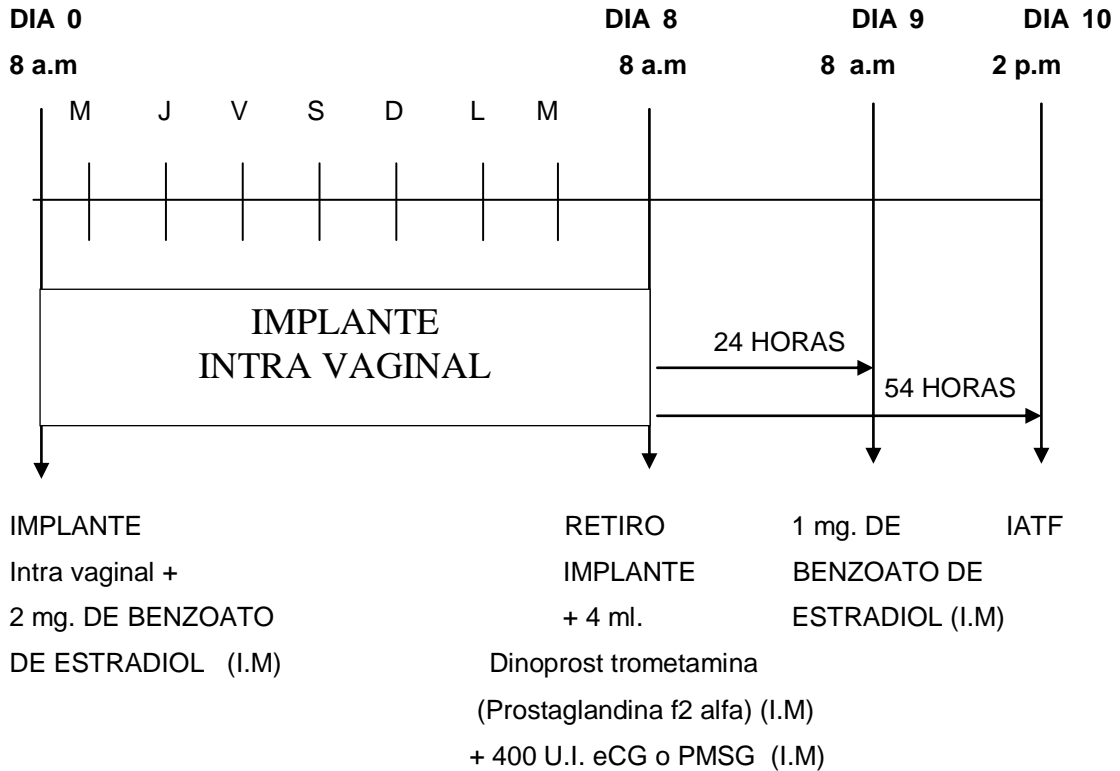 DIA 0 DIA 8 DIA 9 DIA 10
8 a.m 8 a.m 8 a.m 2 p.m
M J V S D L M
IMPLANTE
INTRA VAGINAL
24 HORAS
54 HORAS
IMPLANTE
Intra vaginal +
2 mg. DE BENZOATO
DE ESTRADIOL (I.M)
RETIRO
IMPLANTE
+ 4 ml.
Dinoprost trometamina
(Prostaglandina f2 alfa) (I.M)
+ 400 U.I. eCG o PMSG (I.M)
1 mg. DE
BENZOATO DE
ESTRADIOL (I.M)
IATF